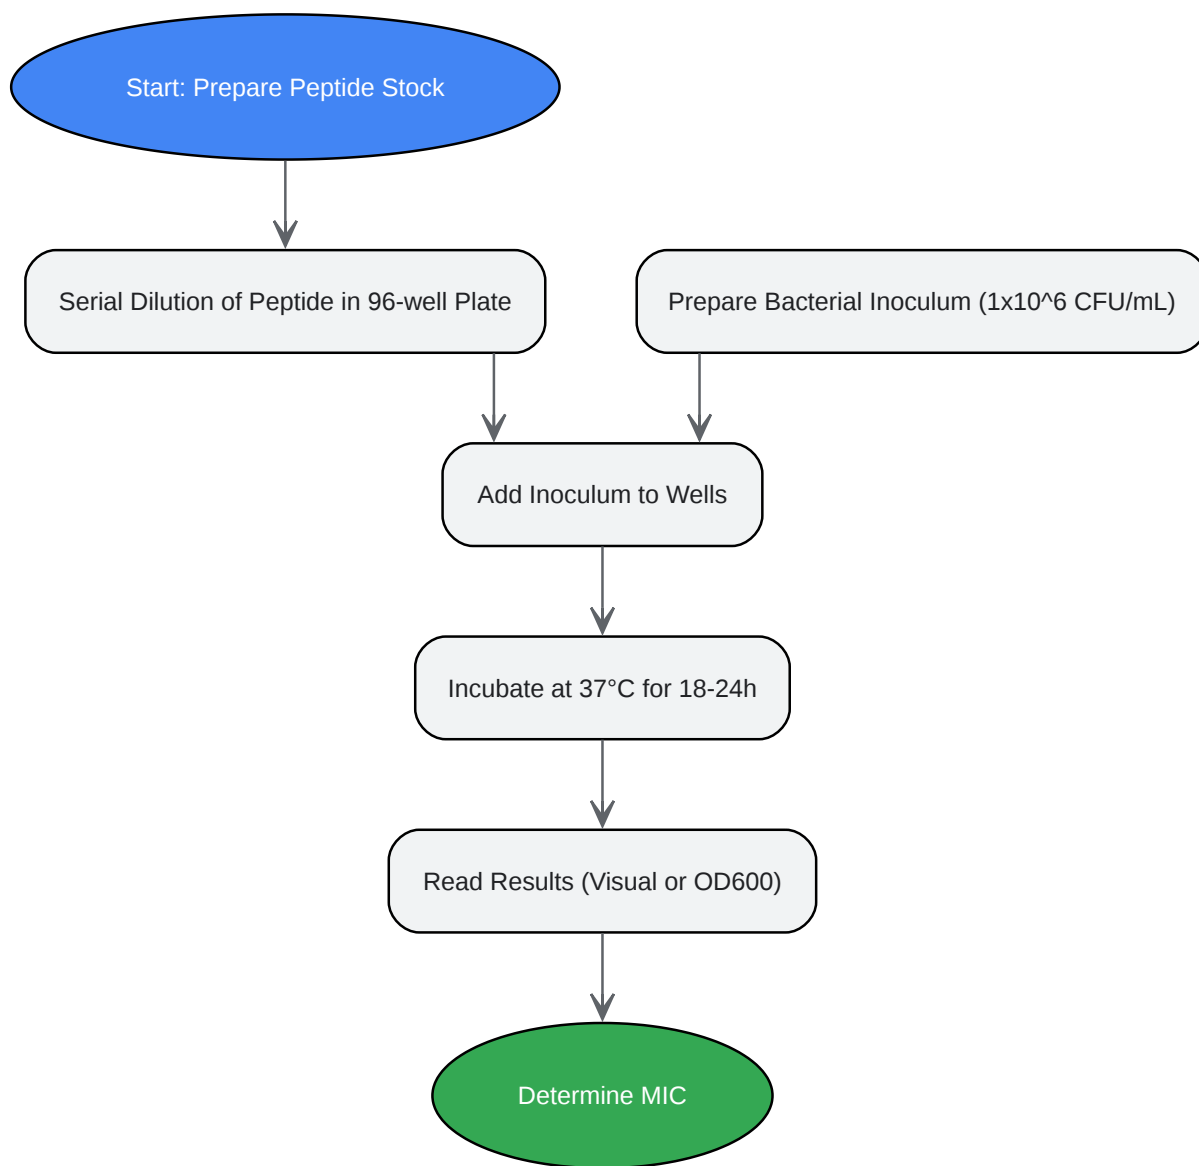 Start: Prepare Peptide Stock
Serial Dilution of Peptide in 96-well Plate
Prepare Bacterial Inoculum (1x10^6 CFU/mL)
Add Inoculum to Wells
Incubate at 37°C for 18-24h
Read Results (Visual or OD600)
Determine MIC